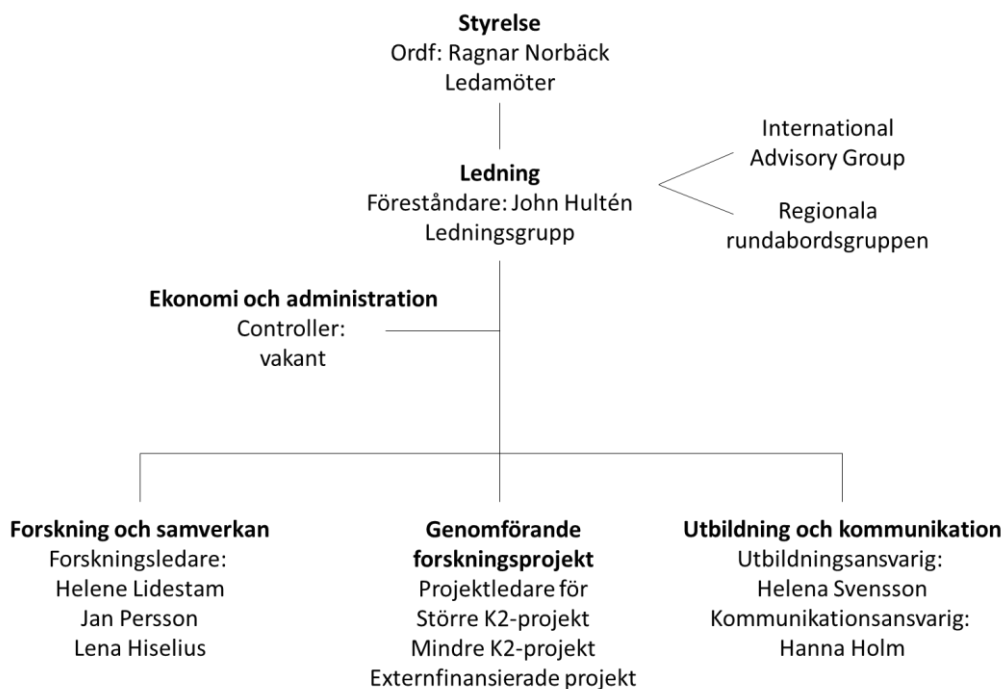 Styrelse
Ordf: Ragnar Norbäck
Ledamöter
International
Advisory Group
Ledning
Föreståndare: John Hultén
Ledningsgrupp
Regionala
rundabordsgruppen
Ekonomi och administration
Controller:
vakant
Forskning och samverkan
Forskningsledare:
Helene Lidestam
Jan Persson
Lena Hiselius
Genomförande
forskningsprojekt
Projektledare för
Större K2-projekt
Mindre K2-projekt
Externfinansierade projekt
Utbildning och kommunikation
Utbildningsansvarig:
Helena Svensson
Kommunikationsansvarig:
Hanna Holm